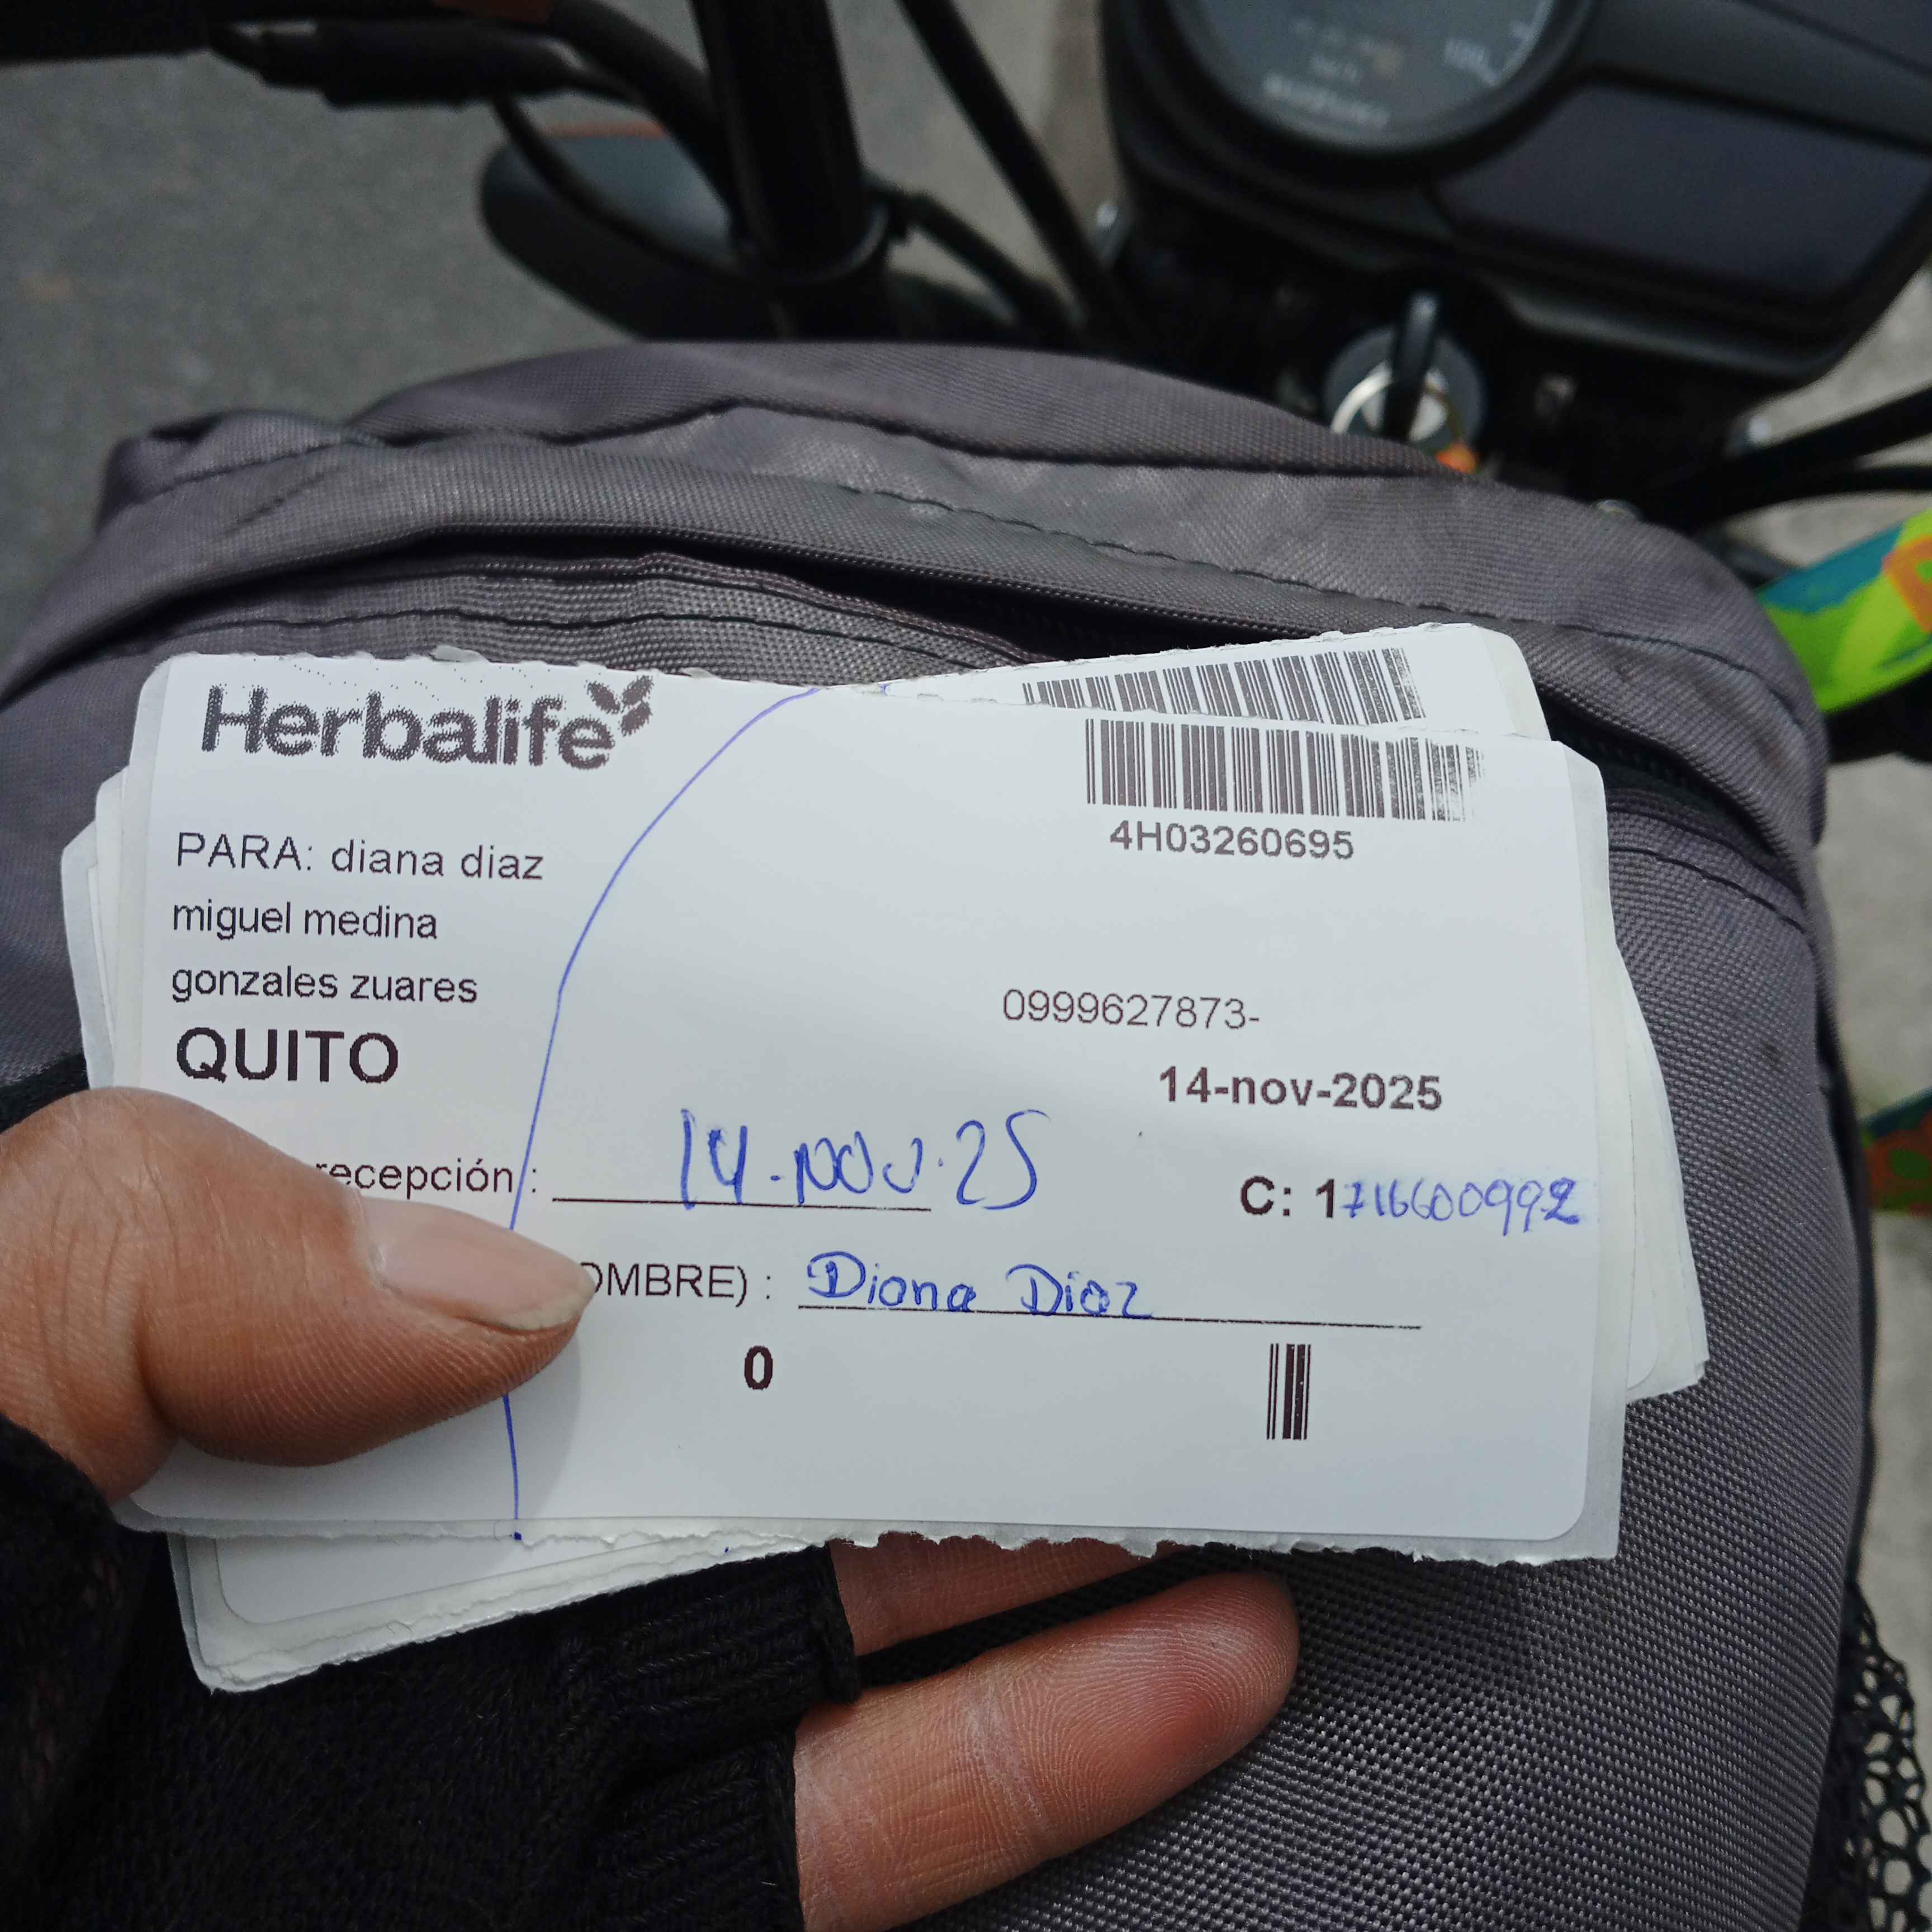 Herbalife
4H03260695
PARA: diana diaz
miguel medina
gonzales zuares
0999627873-
QUITO
14-nov-2025
recepción : 14-NOV-25
C: 1716600992
OMBRE) : Diana Diaz
0